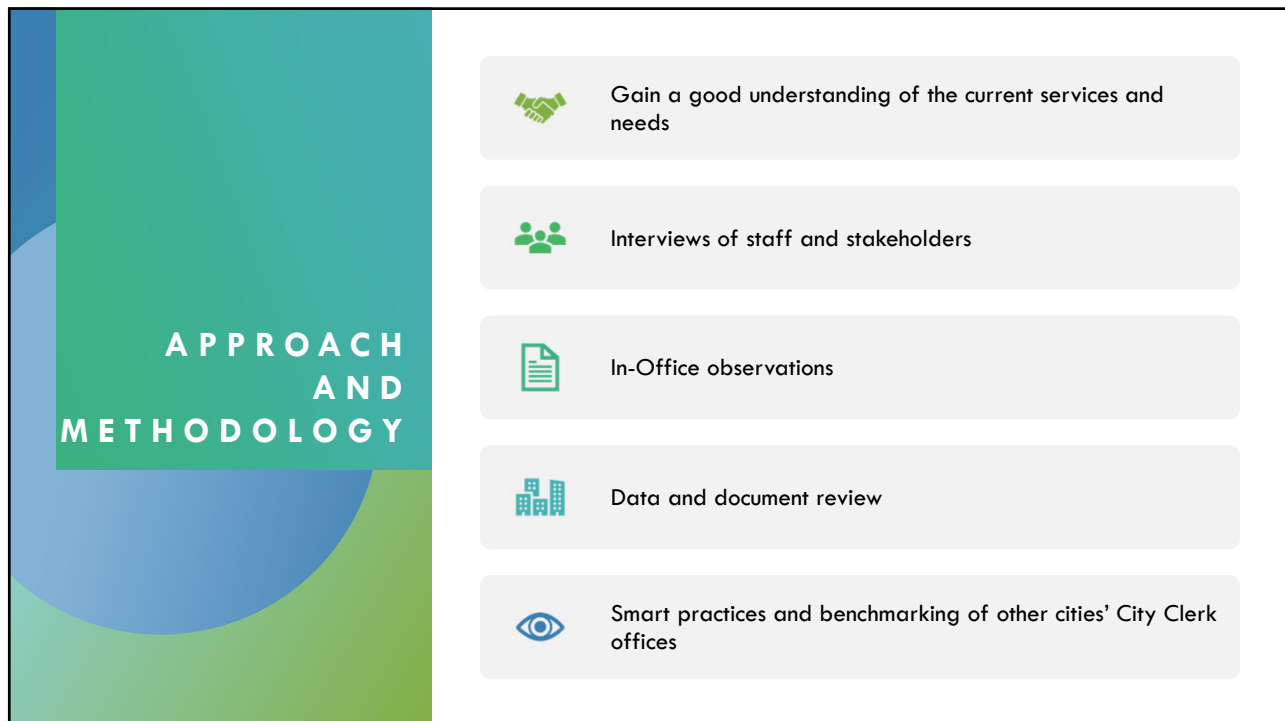 APPROACH
AND
METHODOLOGY
Gain a good understanding of the current services and
needs
Interviews of staff and stakeholders
In-Office observations
Data and document review
Smart practices and benchmarking of other cities’ City Clerk
offices